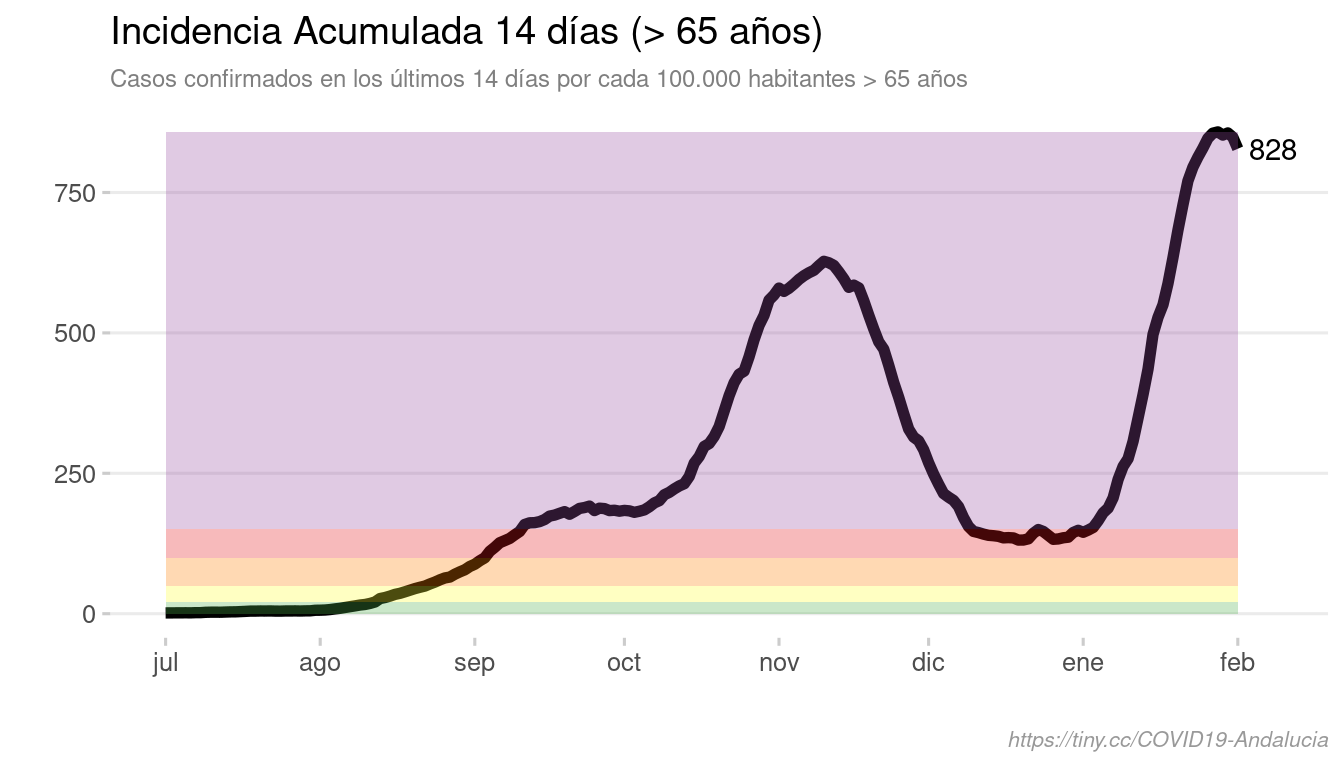 Incidencia Acumulada 14 días (> 65 años)
Casos confirmados en los últimos 14 días por cada 100.000 habitantes > 65 años
828
750
500
250
0
jul ago sep oct nov dic ene feb
https://tiny.cc/COVID19-Andalucia